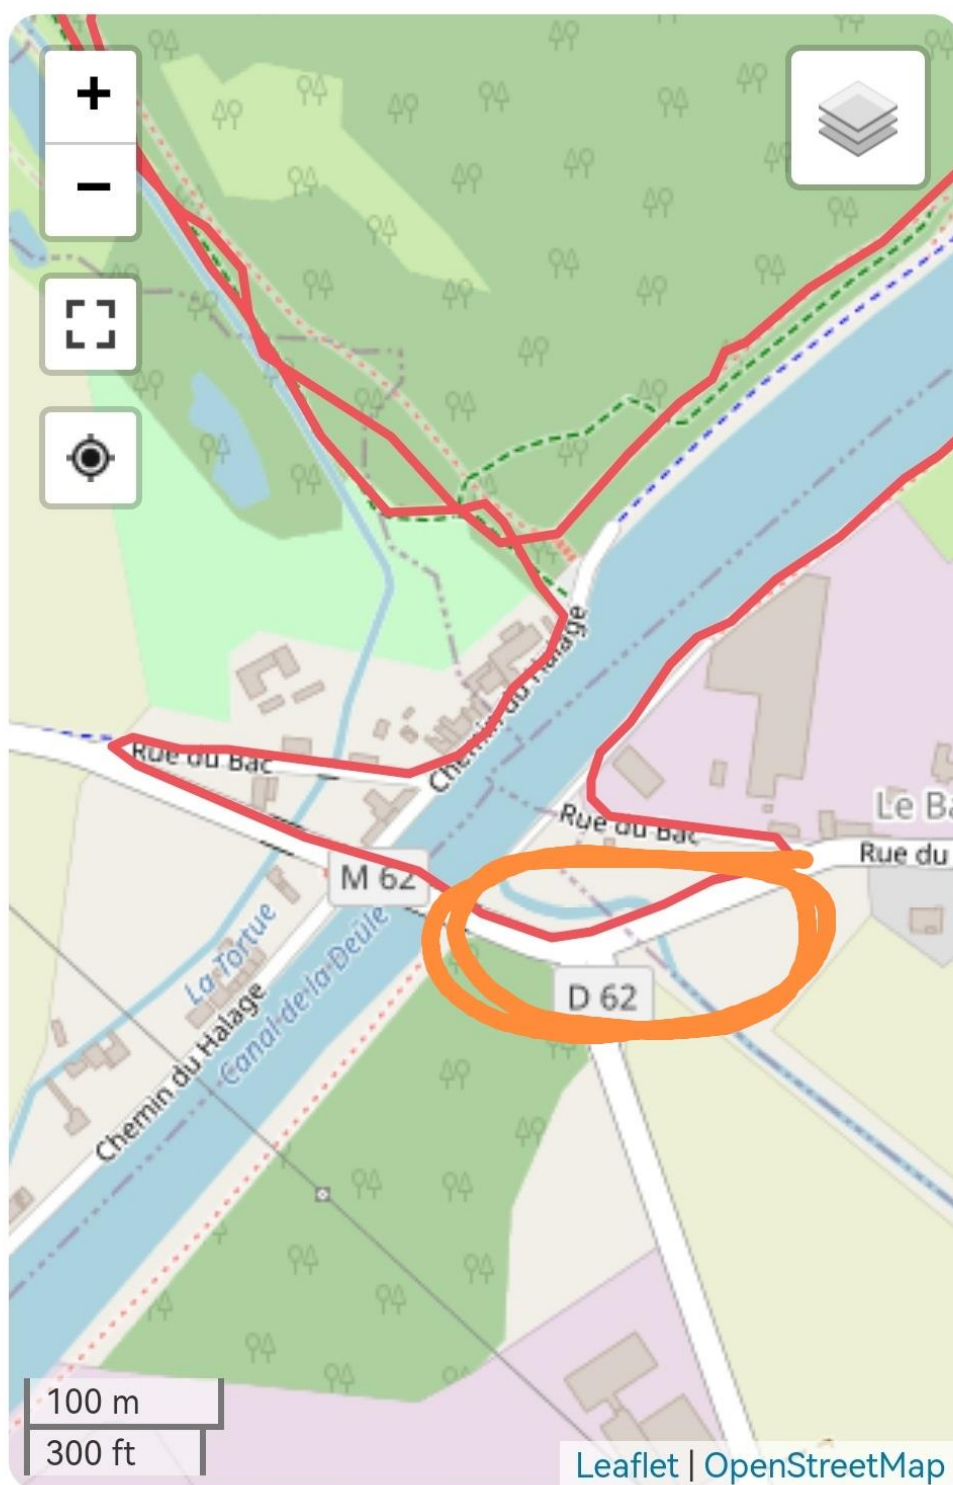 +
−
Chemin du Halage
Rue du Bac
Rue du Bac
Le Ba
Rue du
M 62
La Tortue
Canal de la Deûle
D 62
Chemin du Halage
100 m
300 ft
Leaflet | OpenStreetMap